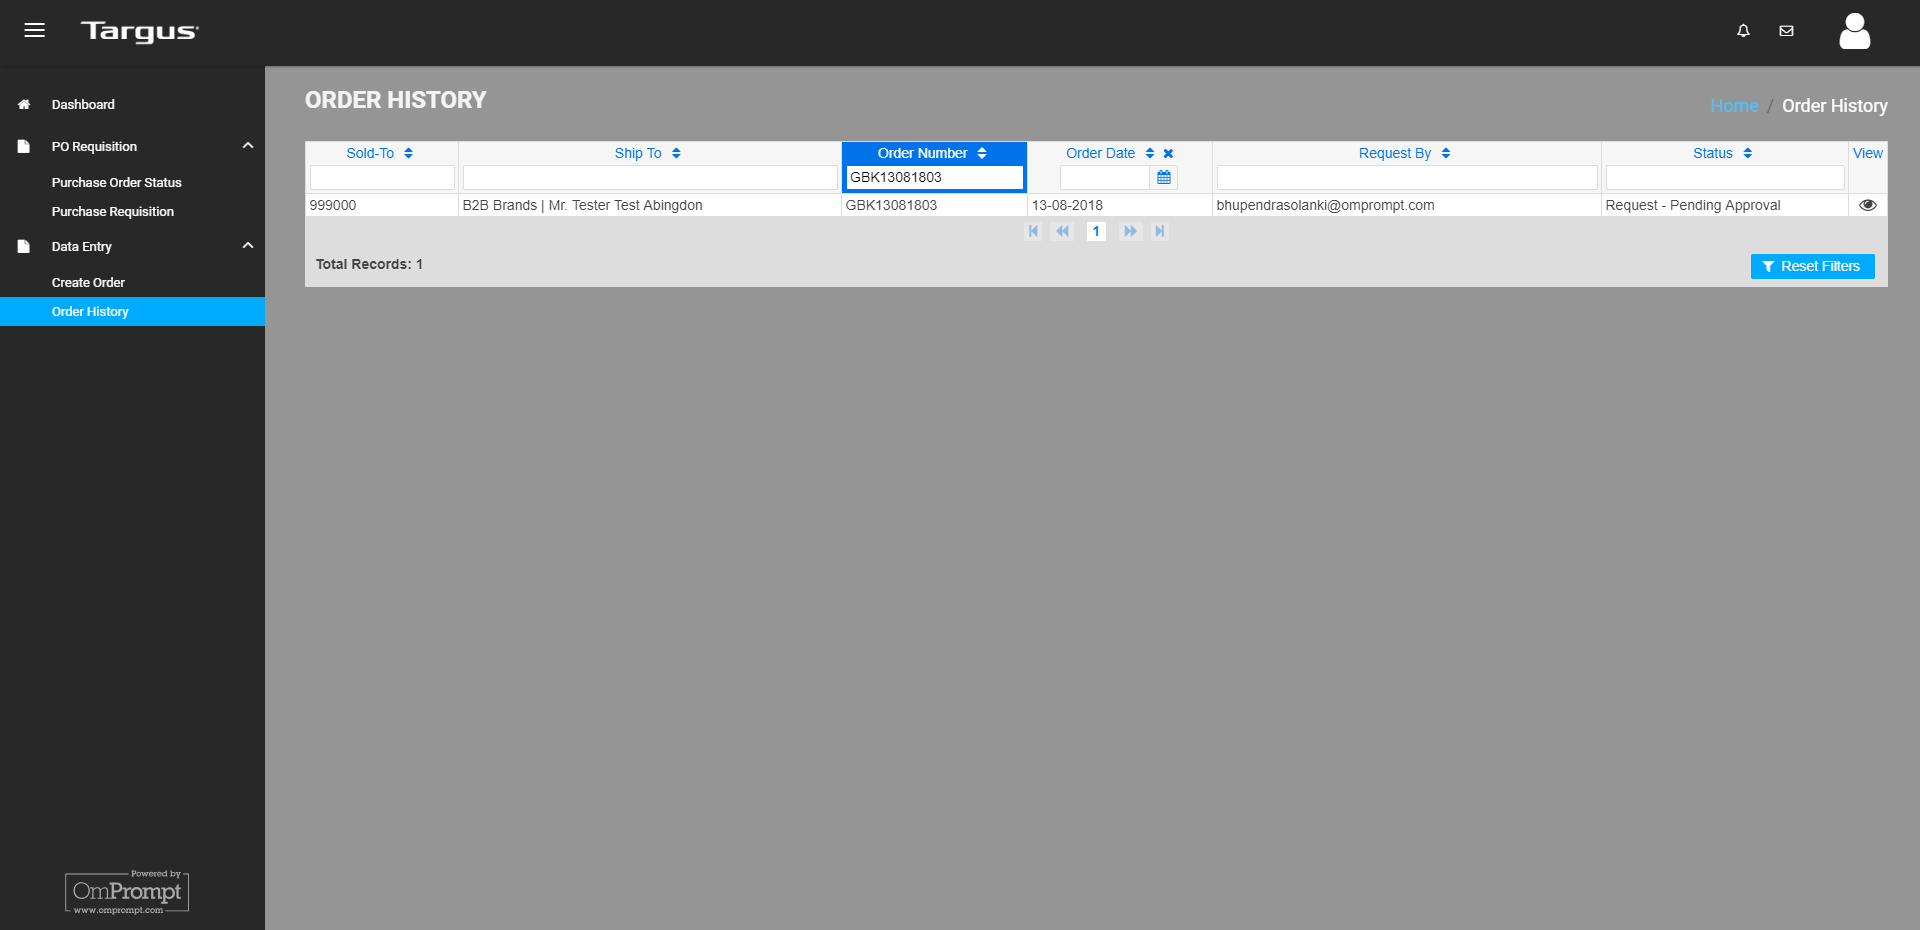 Targus
Dashboard
PO Requisition
Purchase Order Status
Purchase Requisition
Data Entry
Create Order
Order History
Powered by
OmPrompt
www.omprompt.com
ORDER HISTORY
Home / Order History
Sold-To Ship To Order Number Order Date Request By Status View
GBK13081803
999000 B2B Brands | Mr. Tester Test Abingdon GBK13081803 13-08-2018 bhupendrasolanki@omprompt.com Request - Pending Approval
1
Total Records: 1
Reset Filters